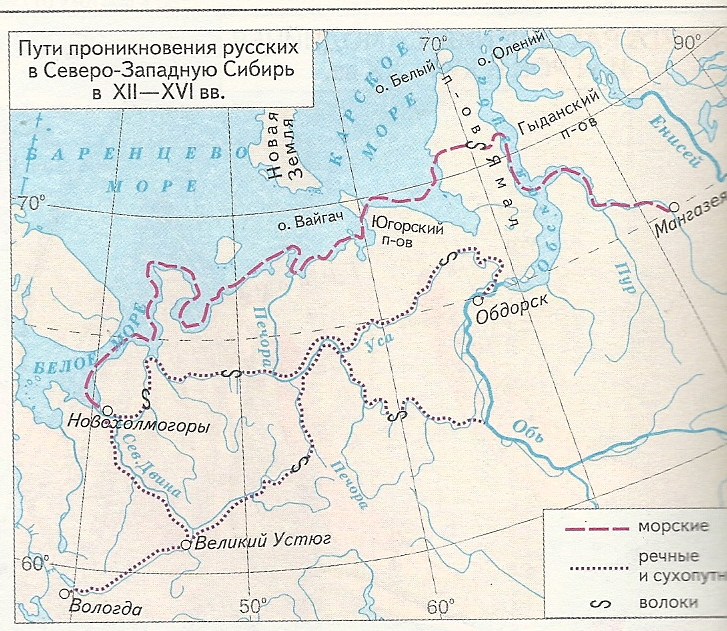 Пути проникновения русских
в Северо-Западную Сибирь
в XII—XVI вв.
70°
90°
о. Олений
о. Белый
КАРСКОЕ
МОРЕ
Новая
Земля
БАРЕНЦЕВО
МОРЕ
п-ов
Ямал
Гыданский
п-ов
Енисей
70°
о. Вайгач
Югорский
п-ов
Обская
Мангазея
Пур
Обдорск
Печора
Уса
БЕЛОЕ МОРЕ
Новохолмогоры
Сев. Двина
Печора
Обь
Великий Устюг
60°
Вологда
50°
60°
морские
речные
и сухопутн
волоки